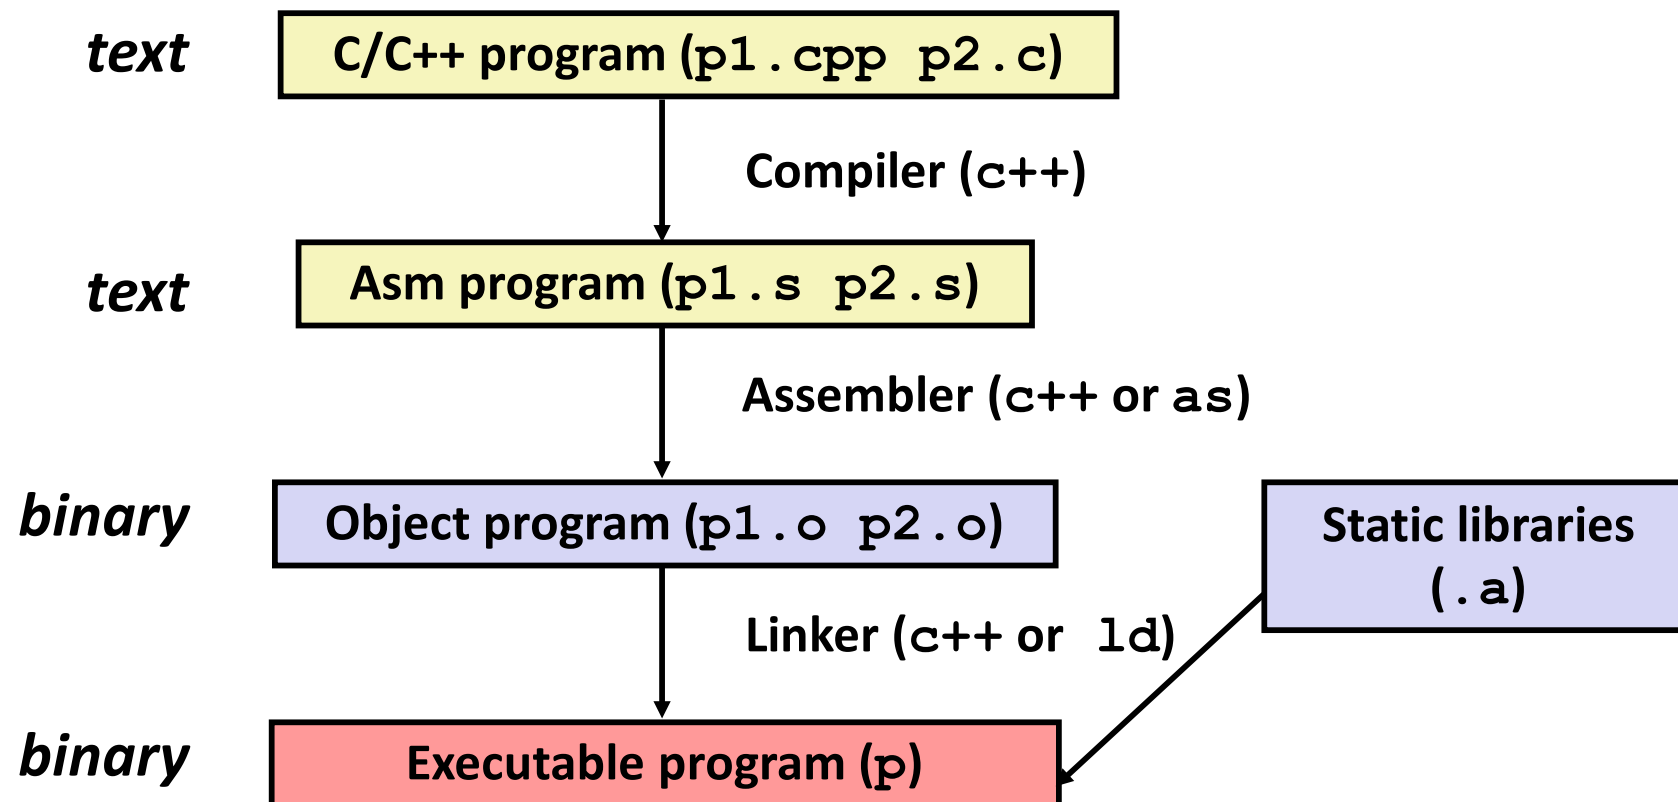 text
C/C++ program (p1.cpp p2.c)
Compiler (c++)
text
Asm program (p1.s p2.s)
Assembler (c++ or as)
binary
Object program (p1.o p2.o)
Static libraries
(.a)
Linker (c++ or ld)
binary
Executable program (p)